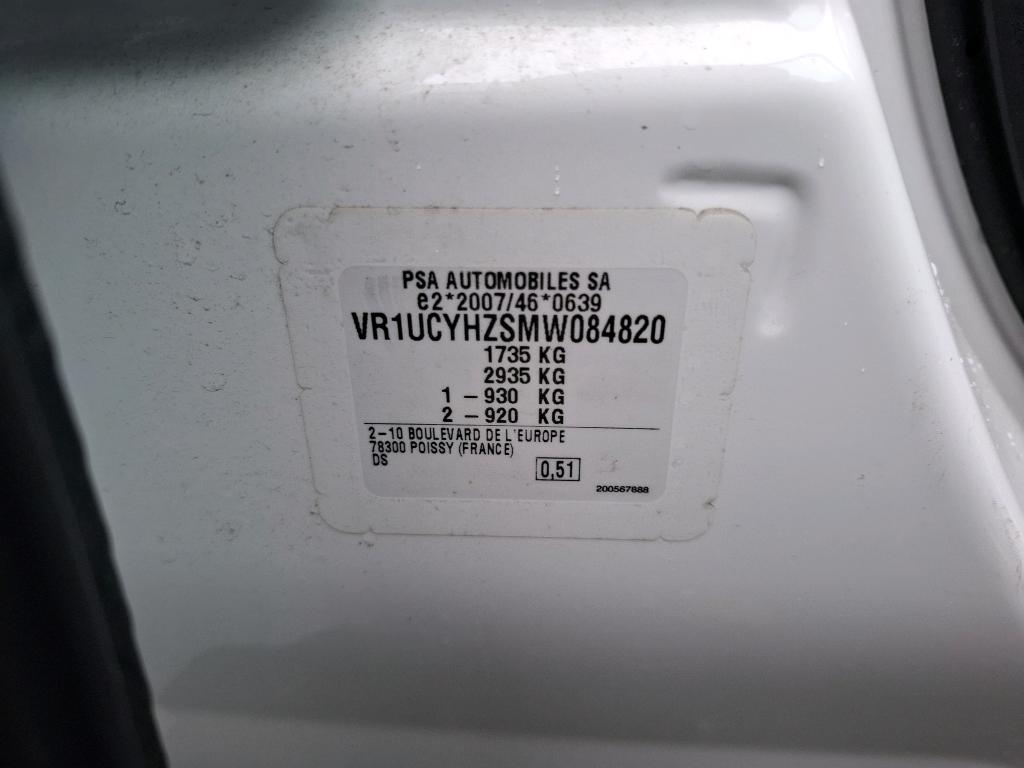 PSA AUTOMOBILES SA
e2*2007/46*0639
VR1UCYHZSMW084820
1735 KG
2935 KG
1 – 930 KG
2 – 920 KG
2–10 BOULEVARD DE L'EUROPE
78300 POISSY (FRANCE)
DS
0,51
200567888